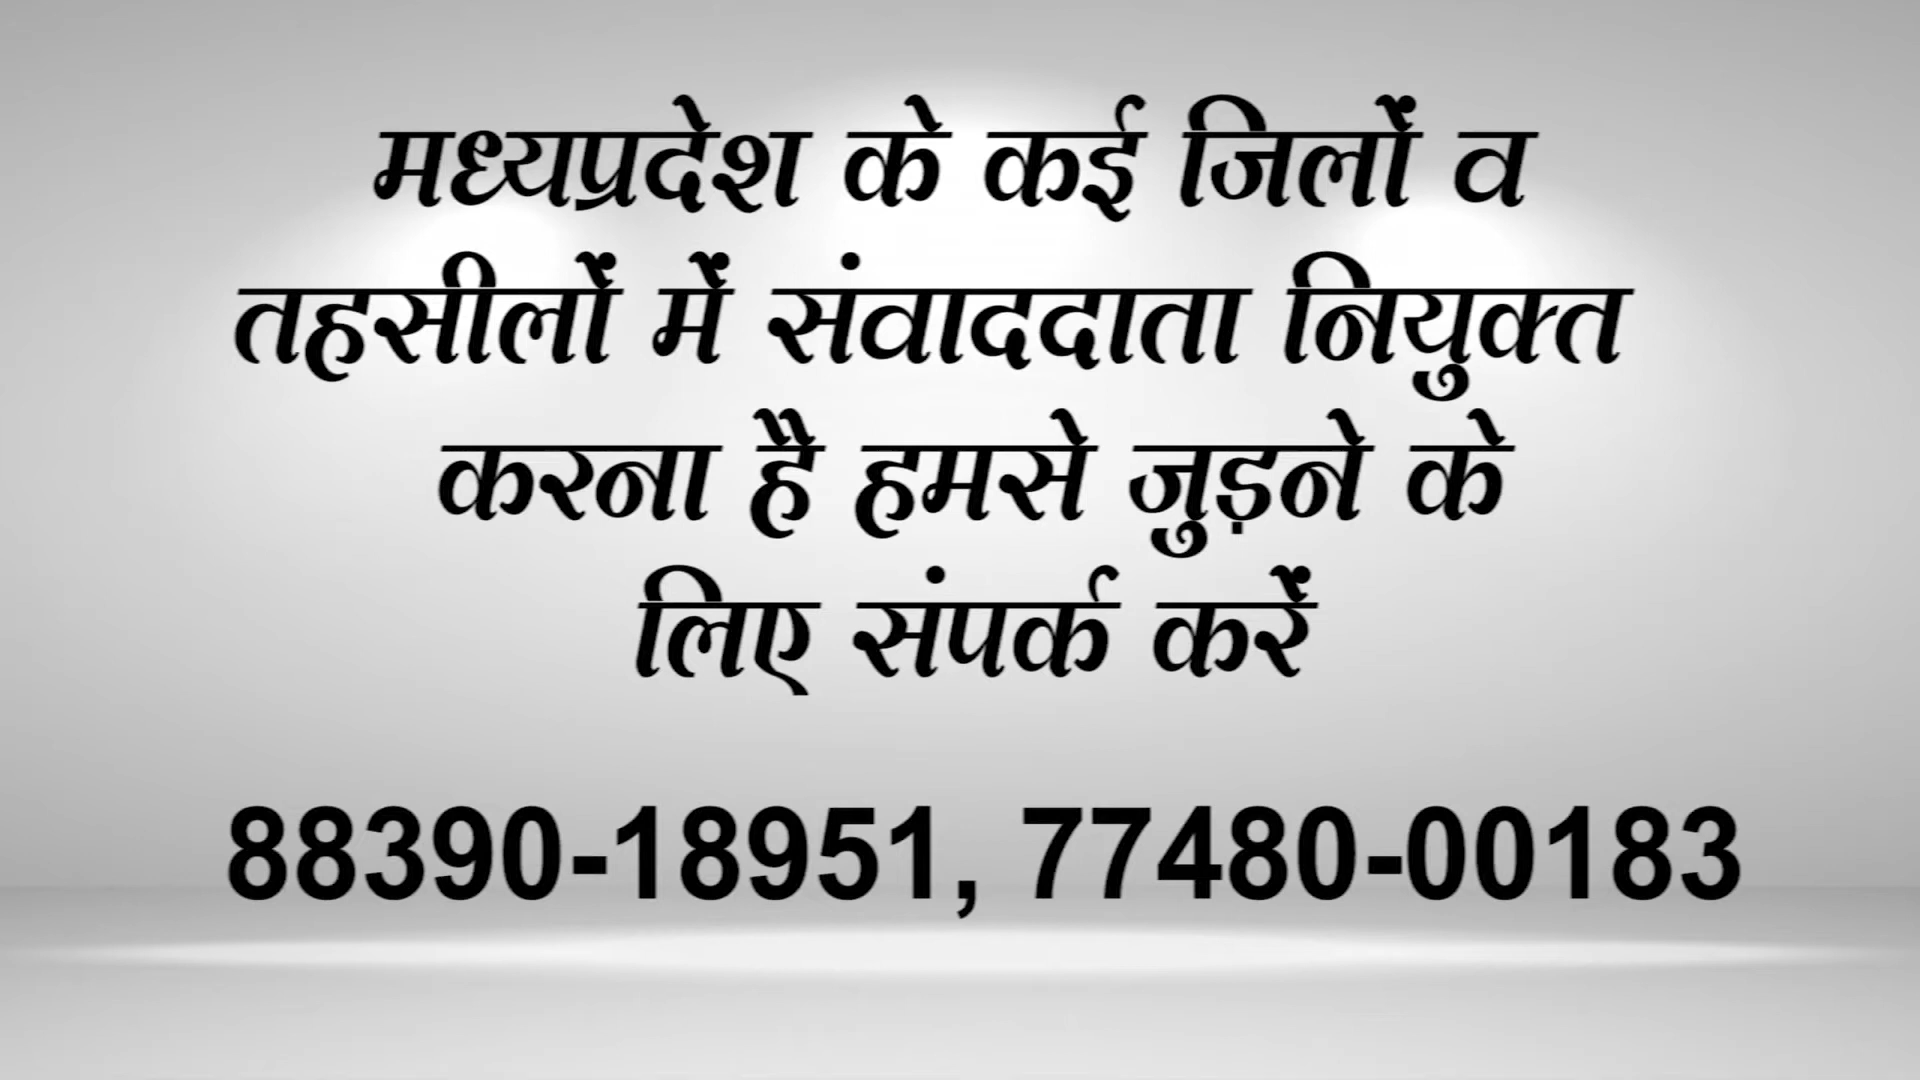 मध्यप्रदेश के कई जिलों व
तहसीलों में संवाददाता नियुक्त
करना है हमसे जुड़ने के
लिए संपर्क करें
88390-18951, 77480-00183